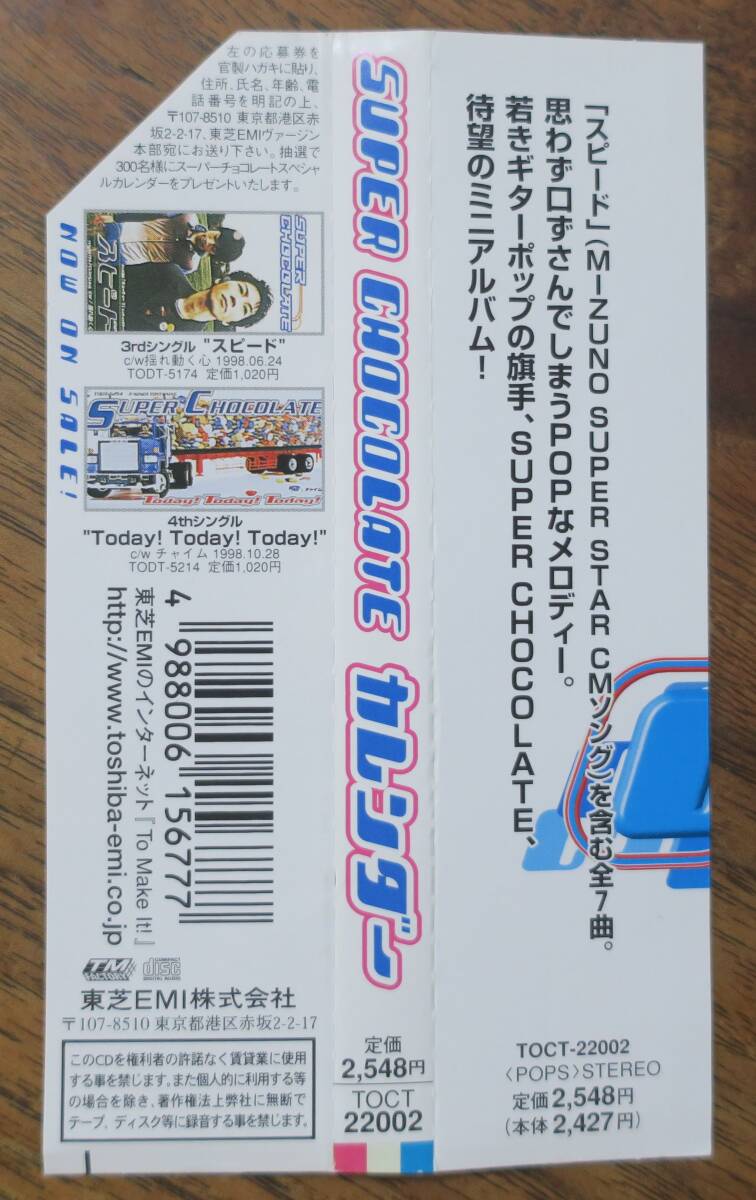 「スピード」(MIZUNO SUPER STAR CMソング)を含む全7曲。
思わず口ずさんでしまうPOPなメロディー。
若きギターポップの旗手、SUPER CHOCOLATE、
待望のミニアルバム!
TOCT-22002
〈POPS〉STEREO
定価2,548円
(本体 2,427円)
SUPER CHOCOLATE カレンダー
定価
2,548円
TOCT
22002
左の応募券を
官製ハガキに貼り、
住所、氏名、年齢、電
話番号を明記の上、
〒107-8510 東京都港区赤
坂2-2-17、東芝EMIヴァージン
本部宛にお送り下さい。抽選で
300名様にスーパーチョコレートスペシャ
ルカレンダーをプレゼントいたします。
NOW ON SALE!
SUPER
CHOCOLATE
スピード
3rdシングル "スピード"
c/w揺れ動く心 1998.06.24
TODT-5174 定価1,020円
SUPER CHOCOLATE
Today! Today! Today!
チャイム
4thシングル
"Today! Today! Today!"
c/w チャイム 1998.10.28
TODT-5214 定価1,020円
4 988006 156777
東芝EMIのインターネット『To Make It!』
http://www.toshiba-emi.co.jp
TM
FACTORY
COMPACT
disc
DIGITAL AUDIO
東芝EMI株式会社
〒107-8510 東京都港区赤坂2-2-17
このCDを権利者の許諾なく賃貸業に使用
する事を禁じます。また個人的に利用する等
の場合を除き、著作権法上弊社に無断で
テープ、ディスク等に録音する事を禁じます。